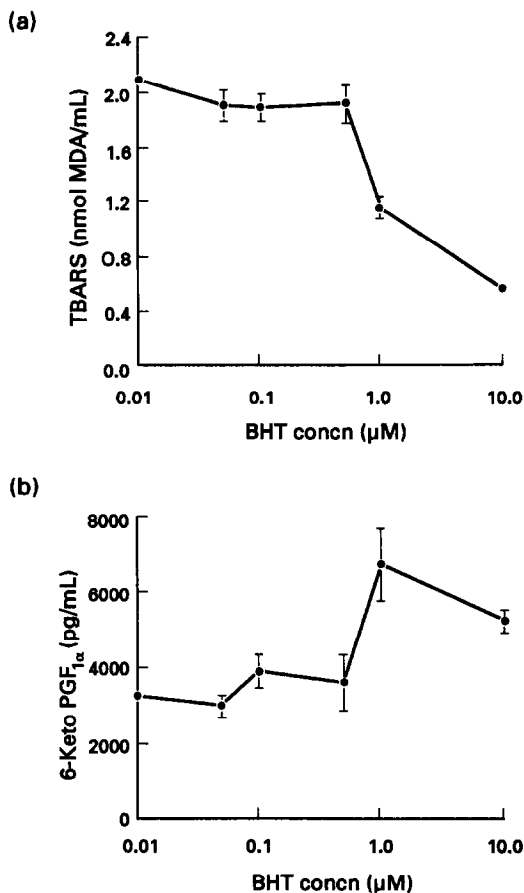 (a)
2.4
2.0
1.6
1.2
0.8
0.4
0.0
TBARS (nmol MDA/mL)
0.01 0.1 1.0 10.0
BHT concn (µM)
(b)
8000
6000
4000
2000
0
6-Keto PGF1α (pg/mL)
0.01 0.1 1.0 10.0
BHT concn (µM)